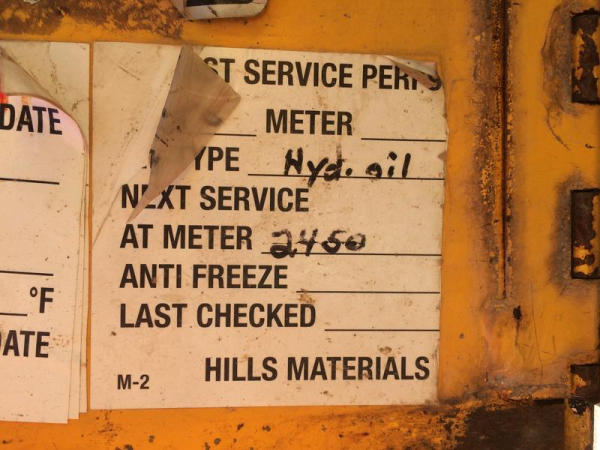 DATE
°F
DATE
ST SERVICE PERF
METER
YPE Hyd. oil
NEXT SERVICE
AT METER 2450
ANTI FREEZE
LAST CHECKED
M-2 HILLS MATERIALS